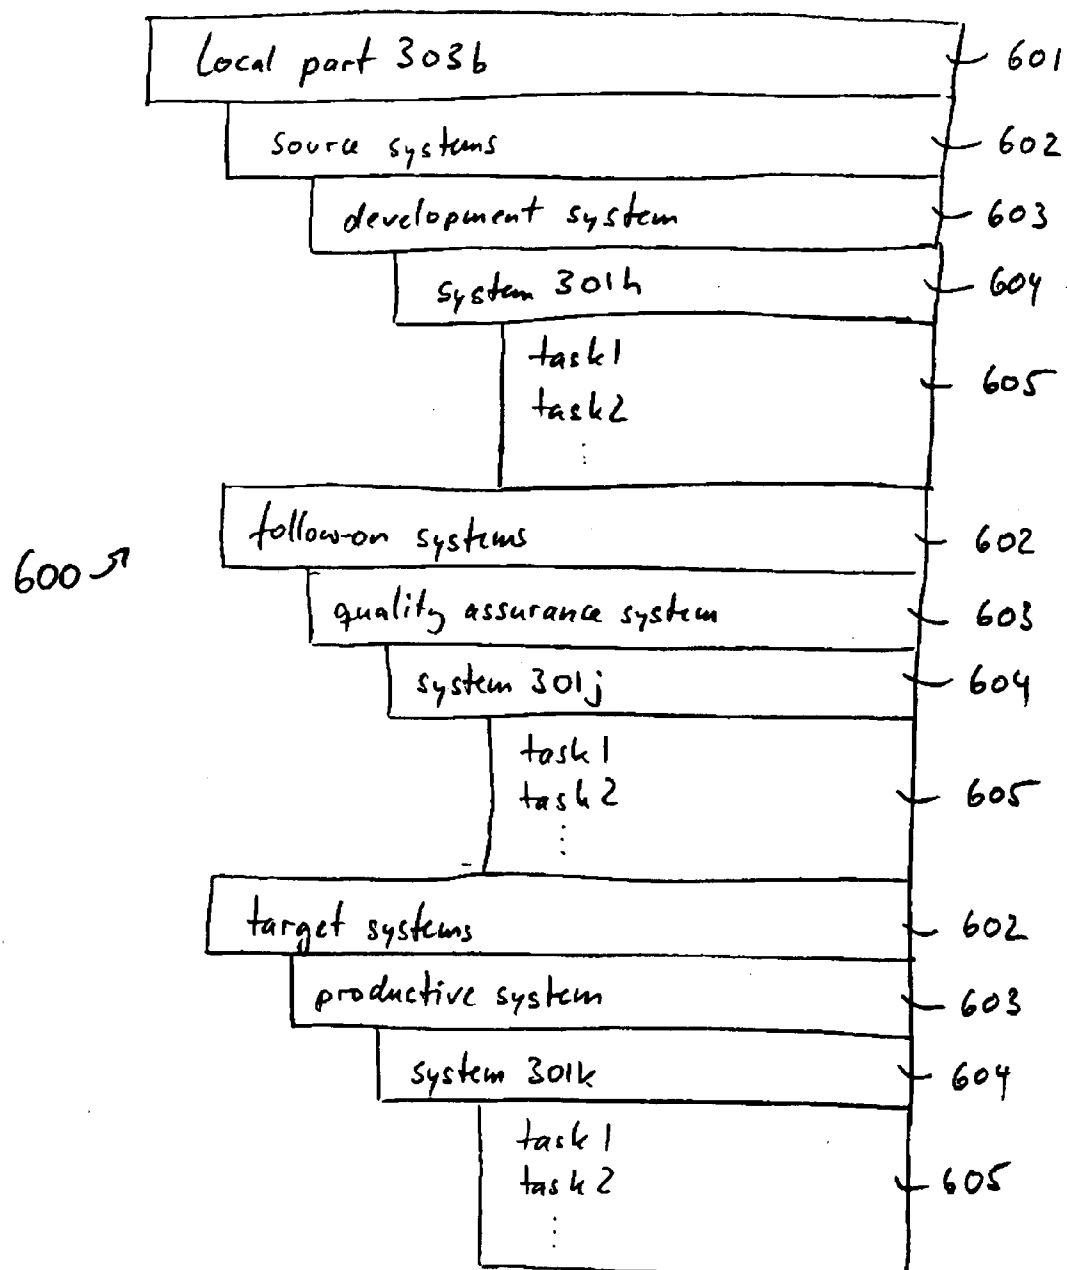 Local part 303b 601
source systems 602
development system 603
system 301h 604
task1 605
task2
follow-on systems 602
600
quality assurance system 603
system 301j 604
task1
task2 605
target systems 602
productive system 603
system 301k 604
task1
task2 605